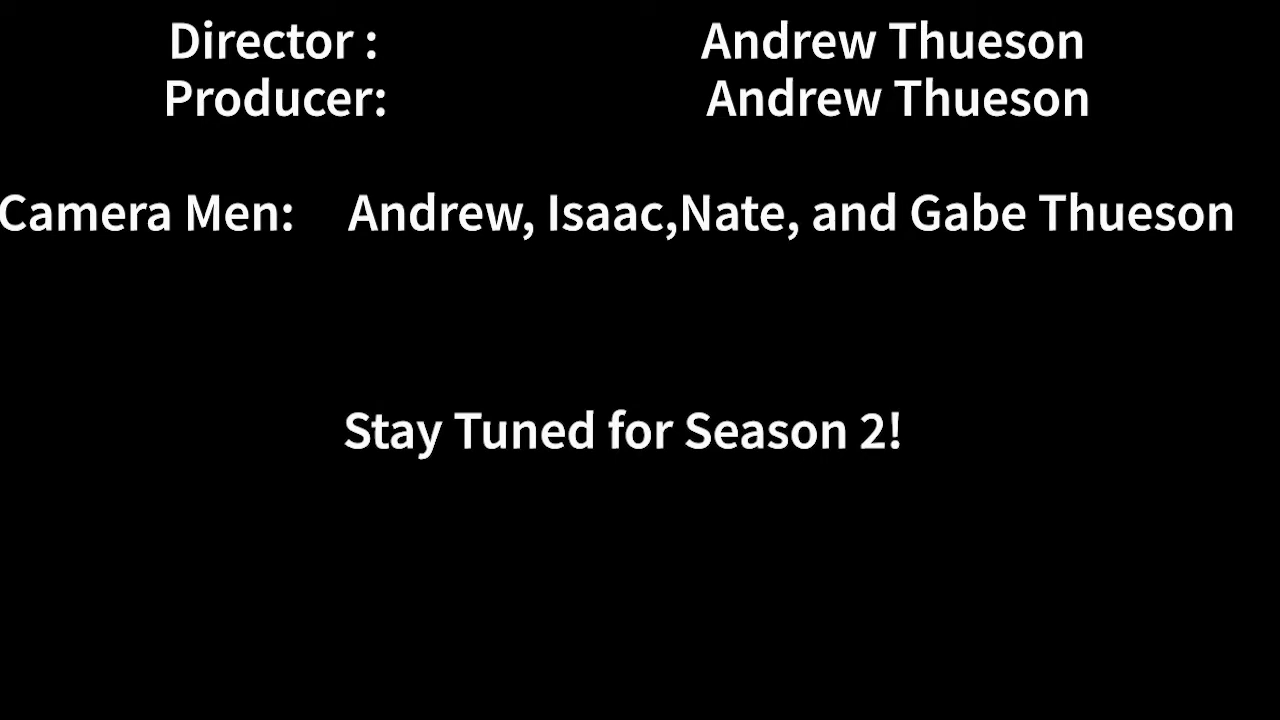 Director : Andrew Thueson
Producer: Andrew Thueson
Camera Men: Andrew, Isaac,Nate, and Gabe Thueson
Stay Tuned for Season 2!